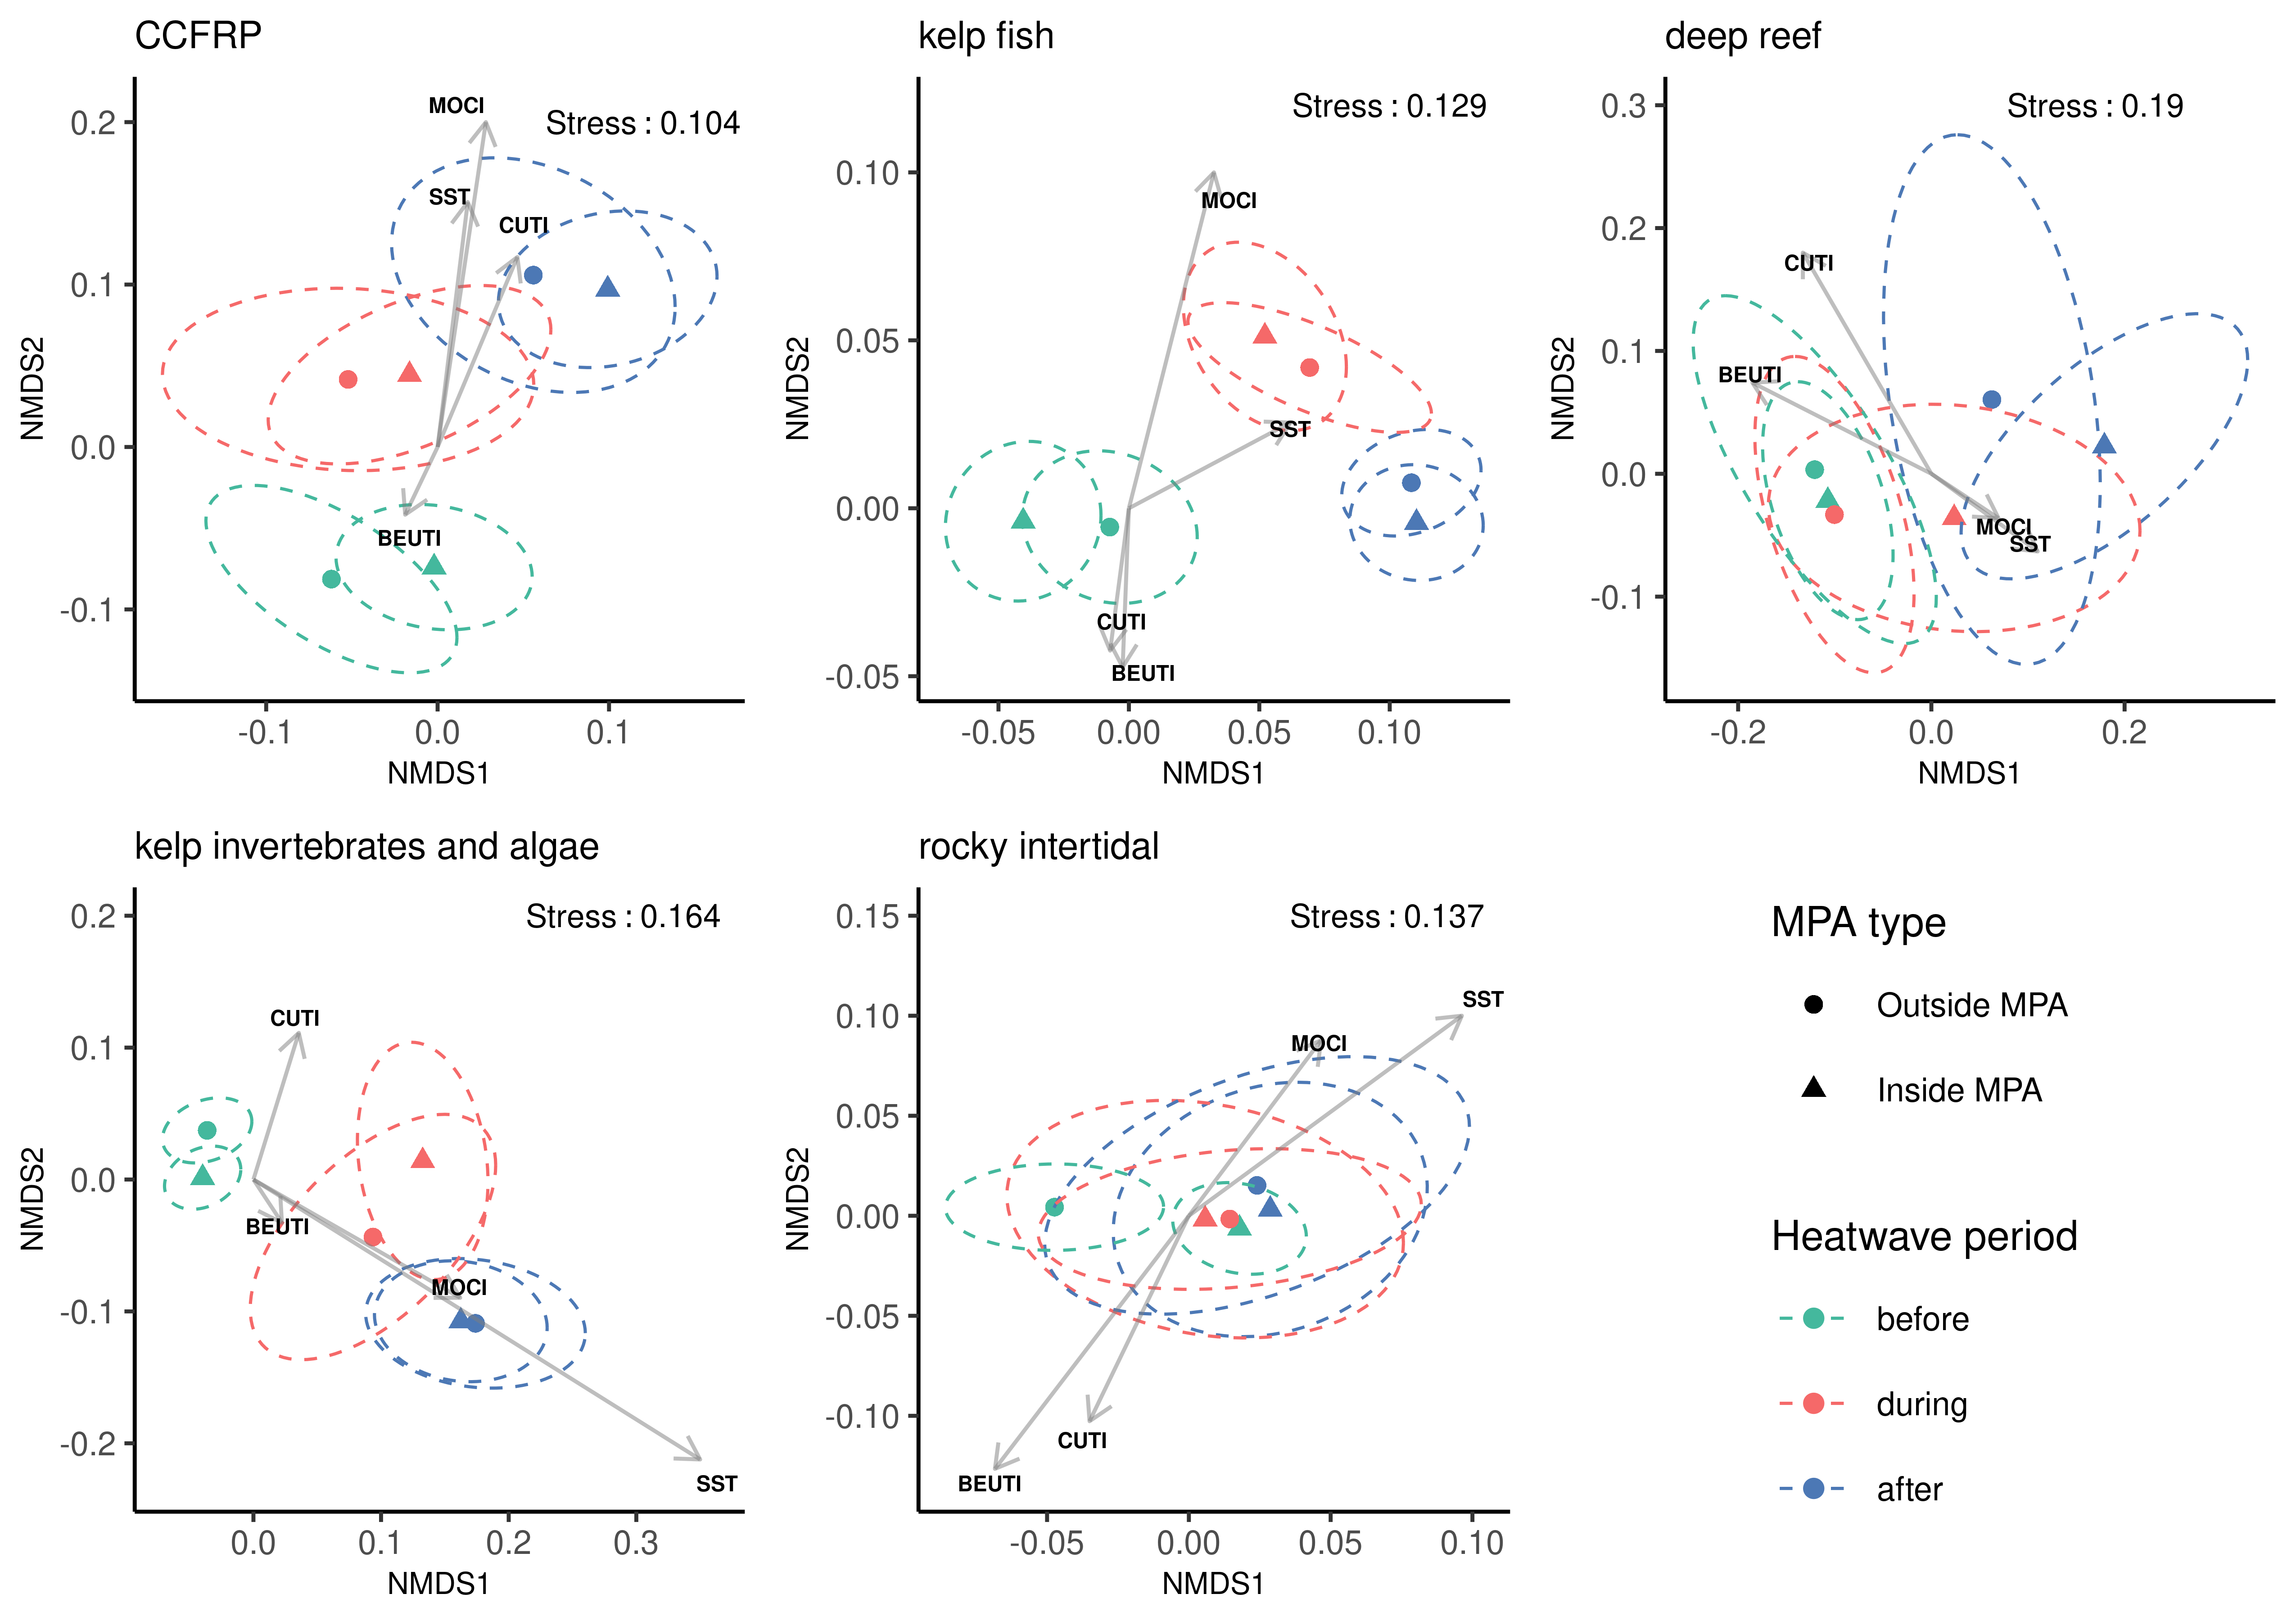 CCFRP
Stress : 0.104
MOCI
SST
CUTI
BEUTI
0.2
0.1
0.0
-0.1
NMDS2
-0.1
0.0
0.1
NMDS1
kelp fish
Stress : 0.129
MOCI
SST
CUTI
BEUTI
0.10
0.05
0.00
-0.05
NMDS2
-0.05
0.00
0.05
0.10
NMDS1
deep reef
Stress : 0.19
CUTI
BEUTI
MOCI
SST
0.3
0.2
0.1
0.0
-0.1
NMDS2
-0.2
0.0
0.2
NMDS1
kelp invertebrates and algae
Stress : 0.164
CUTI
BEUTI
MOCI
SST
0.2
0.1
0.0
-0.1
-0.2
NMDS2
0.0
0.1
0.2
0.3
NMDS1
rocky intertidal
Stress : 0.137
SST
MOCI
CUTI
BEUTI
0.15
0.10
0.05
0.00
-0.05
-0.10
NMDS2
-0.05
0.00
0.05
0.10
NMDS1
MPA type
Outside MPA
Inside MPA
Heatwave period
before
during
after